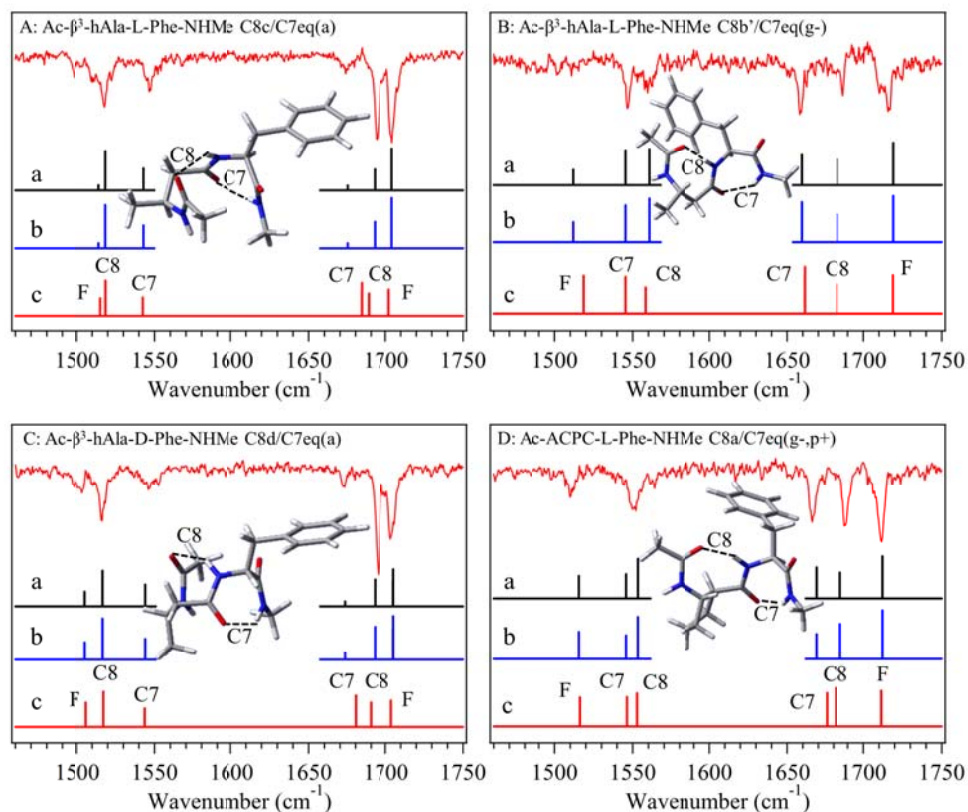 A: Ac-β³-hAla-L-Phe-NHMe C8c/C7eq(a)
C8
C7
a
b
C8
F
C7
C7
C8
F
c
1500 1550 1600 1650 1700 1750
Wavenumber (cm⁻¹)
B: Ac-β³-hAla-L-Phe-NHMe C8b'/C7eq(g-)
C8
C7
a
b
F
C7
C8
C7
C8
F
c
1500 1550 1600 1650 1700 1750
Wavenumber (cm⁻¹)
C: Ac-β³-hAla-D-Phe-NHMe C8d/C7eq(a)
C8
C7
a
b
C8
F
C7
C7
C8
F
c
1500 1550 1600 1650 1700 1750
Wavenumber (cm⁻¹)
D: Ac-ACPC-L-Phe-NHMe C8a/C7eq(g-,p+)
C8
C7
a
b
F
C7
C8
C7
C8
F
c
1500 1550 1600 1650 1700 1750
Wavenumber (cm⁻¹)